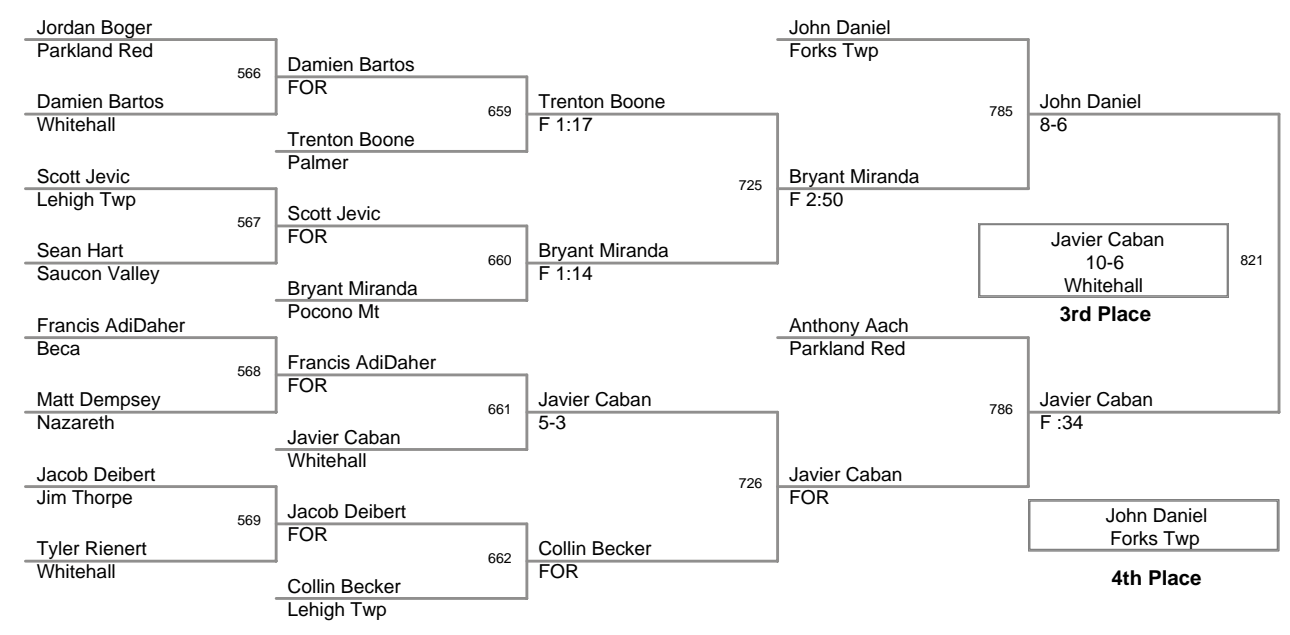 Jordan Boger
Parkland Red
566
Damien Bartos
Whitehall
Scott Jevic
Lehigh Twp
567
Sean Hart
Saucon Valley
Francis AdiDaher
Beca
568
Matt Dempsey
Nazareth
Jacob Deibert
Jim Thorpe
569
Tyler Rienert
Whitehall
Damien Bartos
FOR
659
Trenton Boone
Palmer
Scott Jevic
FOR
660
Bryant Miranda
Pocono Mt
Francis AdiDaher
FOR
661
Javier Caban
Whitehall
Jacob Deibert
FOR
662
Collin Becker
Lehigh Twp
Trenton Boone
F 1:17
725
Bryant Miranda
F 1:14
Javier Caban
5-3
726
Collin Becker
FOR
John Daniel
Forks Twp
785
Bryant Miranda
F 2:50
Anthony Aach
Parkland Red
786
Javier Caban
FOR
John Daniel
8-6
821
Javier Caban
F :34
Javier Caban
10-6
Whitehall
3rd Place
John Daniel
Forks Twp
4th Place